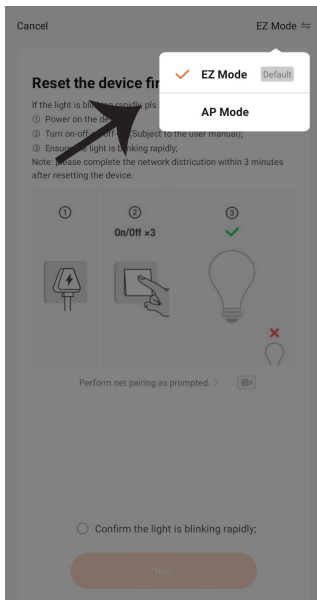 Cancel
EZ Mode
Reset the device fir
EZ Mode Default
AP Mode
If the light is blinking rapidly pls
① Power on the de
② Turn on-off- off- (Subject to the user manual);
③ Ensure light is blinking rapidly;
Note: please complete the network districution within 3 minutes
after resetting the device.
① ② ③
On/Off ×3
Perform net pairing as prompted. >
Confirm the light is blinking rapidly;
Next